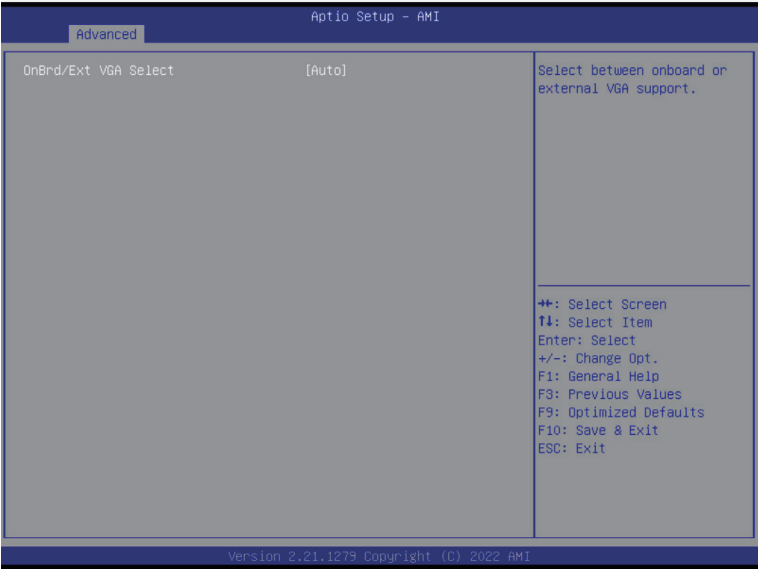 Aptio Setup – AMI
Advanced
OnBrd/Ext VGA Select [Auto]
Select between onboard or
external VGA support.
→←: Select Screen
↑↓: Select Item
Enter: Select
+/-: Change Opt.
F1: General Help
F3: Previous Values
F9: Optimized Defaults
F10: Save & Exit
ESC: Exit
Version 2.21.1279 Copyright (C) 2022 AMI